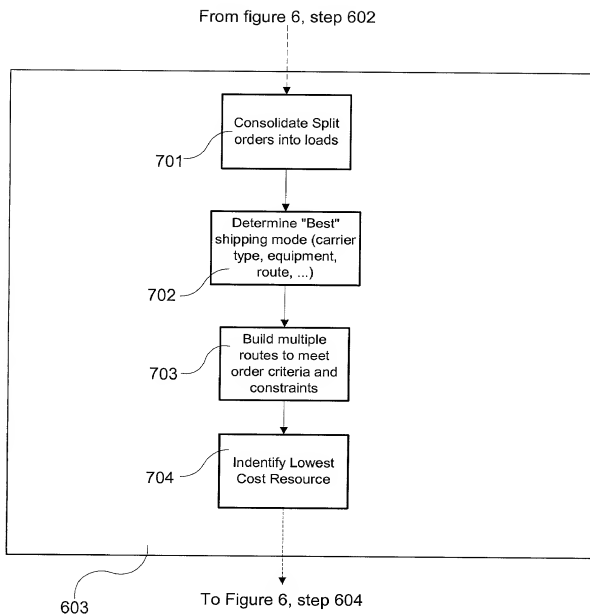 From figure 6, step 602
Consolidate Split
orders into loads
701
Determine "Best"
shipping mode (carrier
type, equipment,
route, ...)
702
Build multiple
routes to meet
order criteria and
constraints
703
Indentify Lowest
Cost Resource
704
603
To Figure 6, step 604